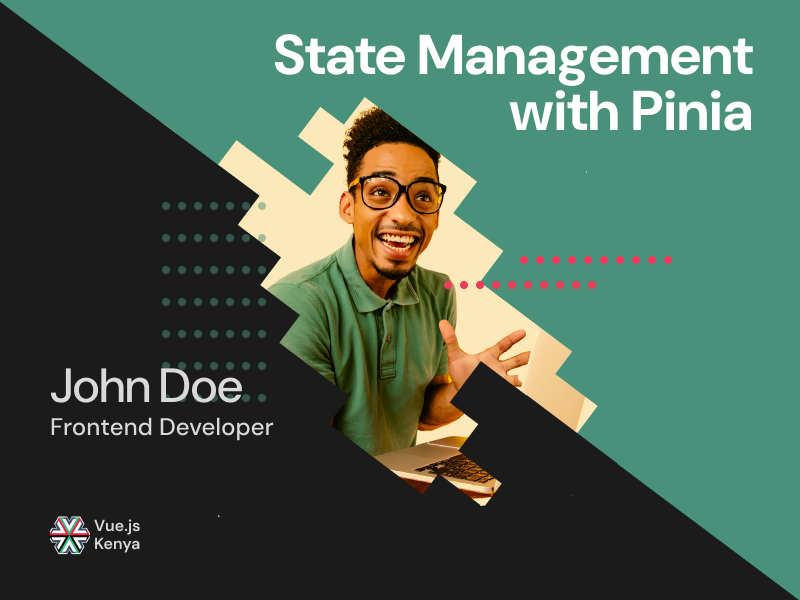 State Management
with Pinia
John Doe
Frontend Developer
Vue.js
Kenya